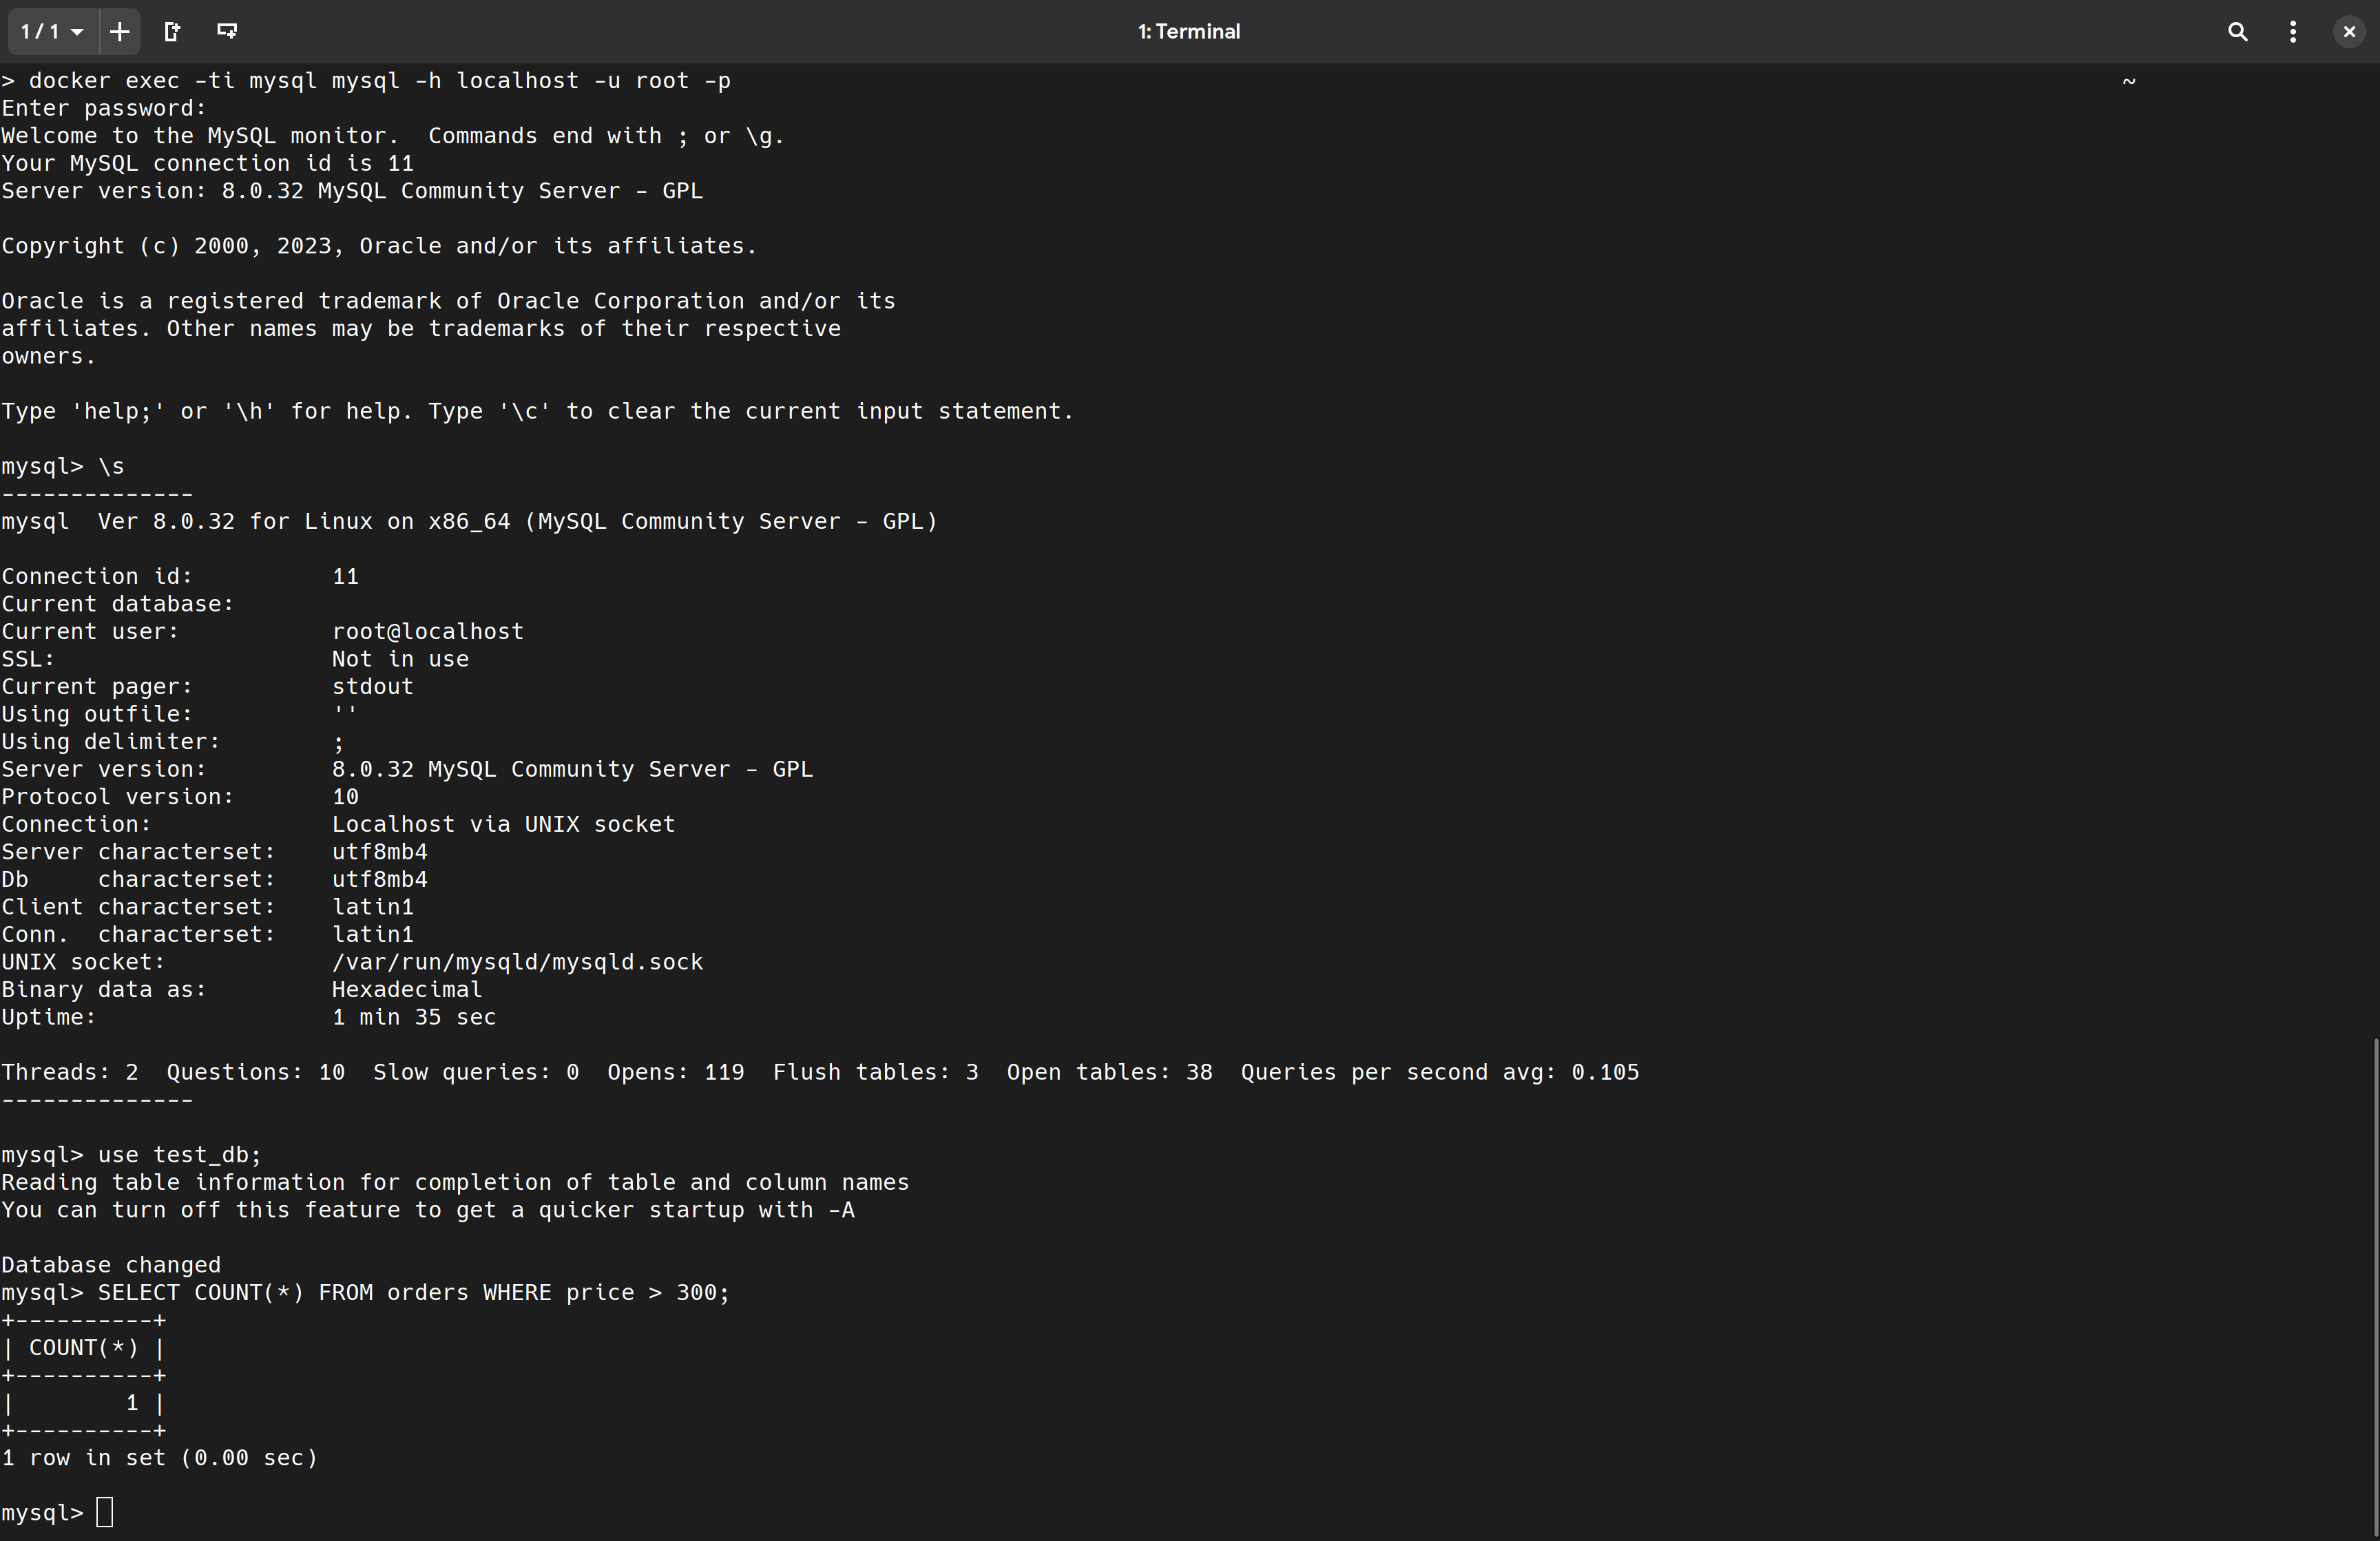 1 / 1
1: Terminal
> docker exec -ti mysql mysql -h localhost -u root -p ~
Enter password:
Welcome to the MySQL monitor.  Commands end with ; or \g.
Your MySQL connection id is 11
Server version: 8.0.32 MySQL Community Server - GPL

Copyright (c) 2000, 2023, Oracle and/or its affiliates.

Oracle is a registered trademark of Oracle Corporation and/or its
affiliates. Other names may be trademarks of their respective
owners.

Type 'help;' or '\h' for help. Type '\c' to clear the current input statement.

mysql> \s
--------------
mysql  Ver 8.0.32 for Linux on x86_64 (MySQL Community Server - GPL)

Connection id:          11
Current database:
Current user:           root@localhost
SSL:                    Not in use
Current pager:          stdout
Using outfile:          ''
Using delimiter:        ;
Server version:         8.0.32 MySQL Community Server - GPL
Protocol version:       10
Connection:             Localhost via UNIX socket
Server characterset:    utf8mb4
Db     characterset:    utf8mb4
Client characterset:    latin1
Conn.  characterset:    latin1
UNIX socket:            /var/run/mysqld/mysqld.sock
Binary data as:         Hexadecimal
Uptime:                 1 min 35 sec

Threads: 2  Questions: 10  Slow queries: 0  Opens: 119  Flush tables: 3  Open tables: 38  Queries per second avg: 0.105
--------------

mysql> use test_db;
Reading table information for completion of table and column names
You can turn off this feature to get a quicker startup with -A

Database changed
mysql> SELECT COUNT(*) FROM orders WHERE price > 300;
+----------+
| COUNT(*) |
+----------+
|        1 |
+----------+
1 row in set (0.00 sec)

mysql>